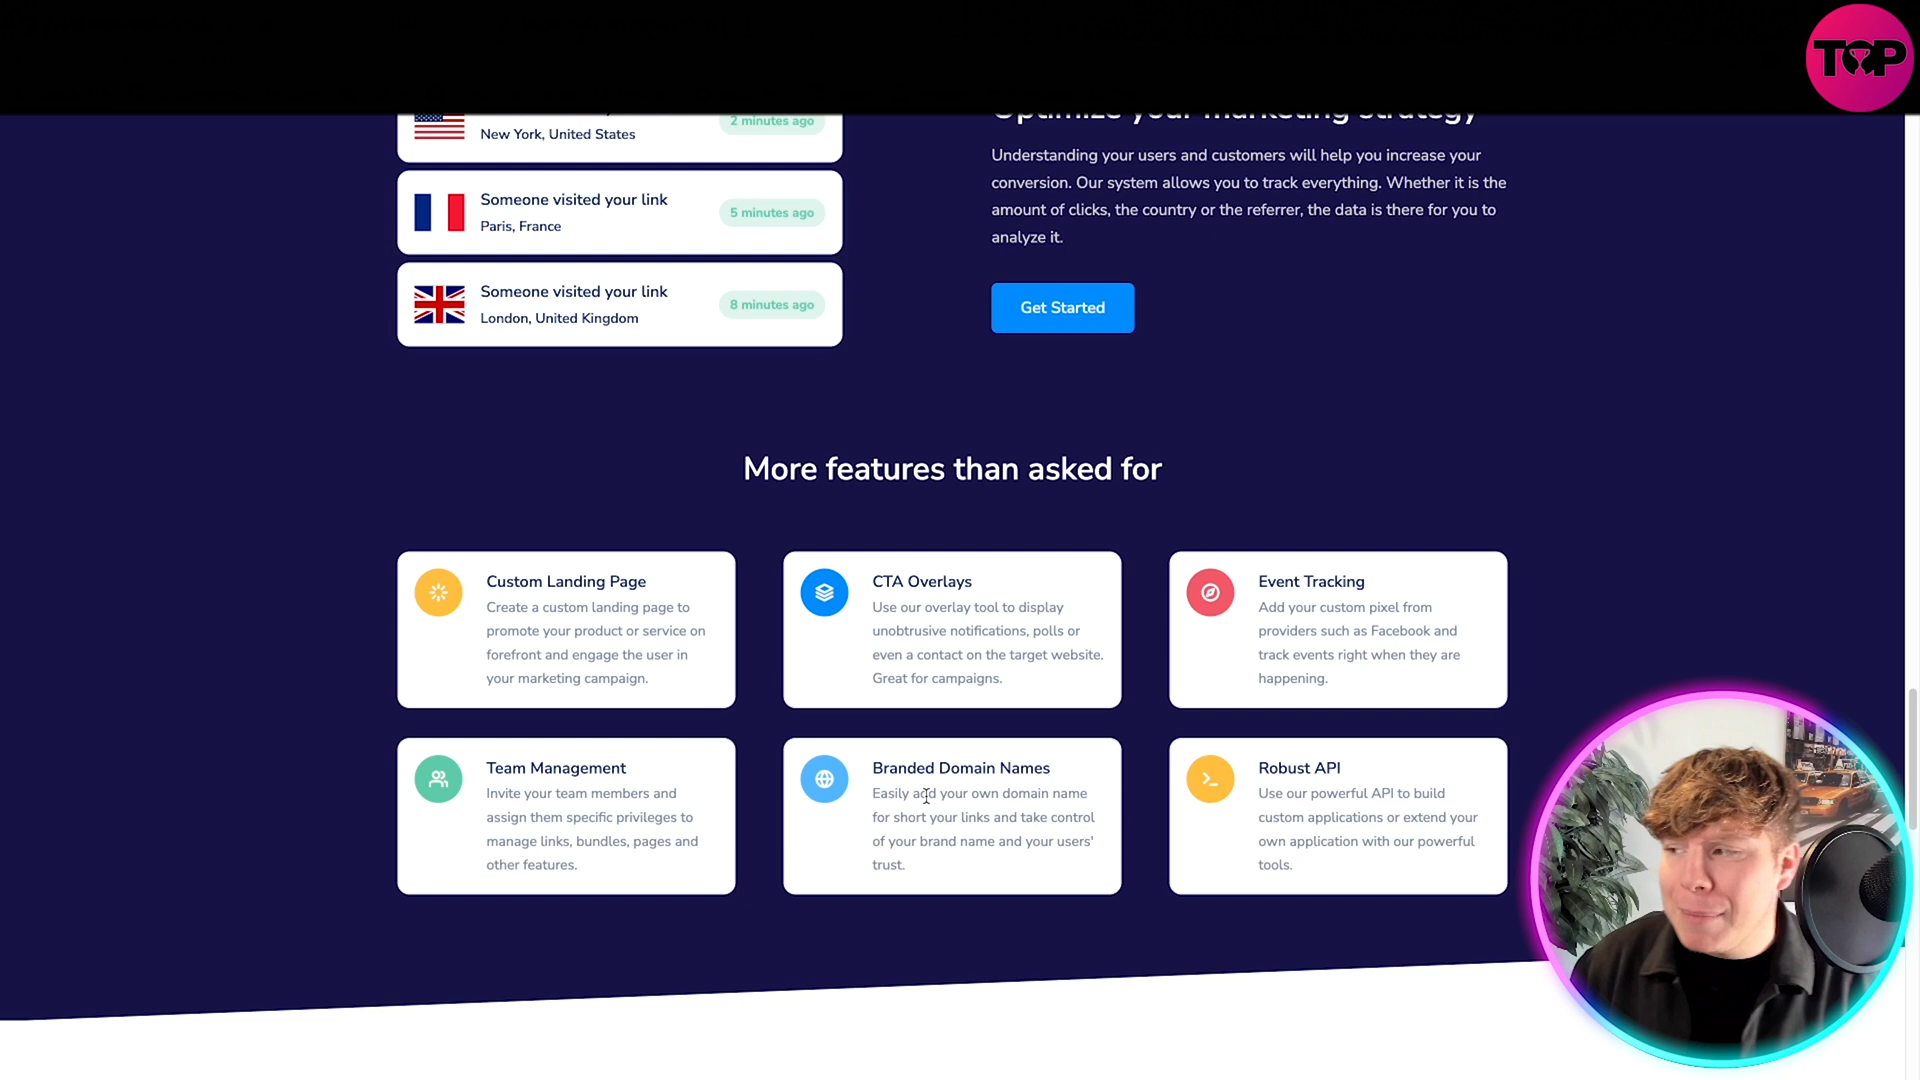 TOP
Optimize your marketing strategy
New York, United States
2 minutes ago
Understanding your users and customers will help you increase your
conversion. Our system allows you to track everything. Whether it is the
amount of clicks, the country or the referrer, the data is there for you to
analyze it.
Someone visited your link
Paris, France
5 minutes ago
Someone visited your link
London, United Kingdom
8 minutes ago
Get Started
More features than asked for
Custom Landing Page
Create a custom landing page to
promote your product or service on
forefront and engage the user in
your marketing campaign.
CTA Overlays
Use our overlay tool to display
unobtrusive notifications, polls or
even a contact on the target website.
Great for campaigns.
Event Tracking
Add your custom pixel from
providers such as Facebook and
track events right when they are
happening.
Team Management
Invite your team members and
assign them specific privileges to
manage links, bundles, pages and
other features.
Branded Domain Names
Easily add your own domain name
for short your links and take control
of your brand name and your users'
trust.
Robust API
Use our powerful API to build
custom applications or extend your
own application with our powerful
tools.